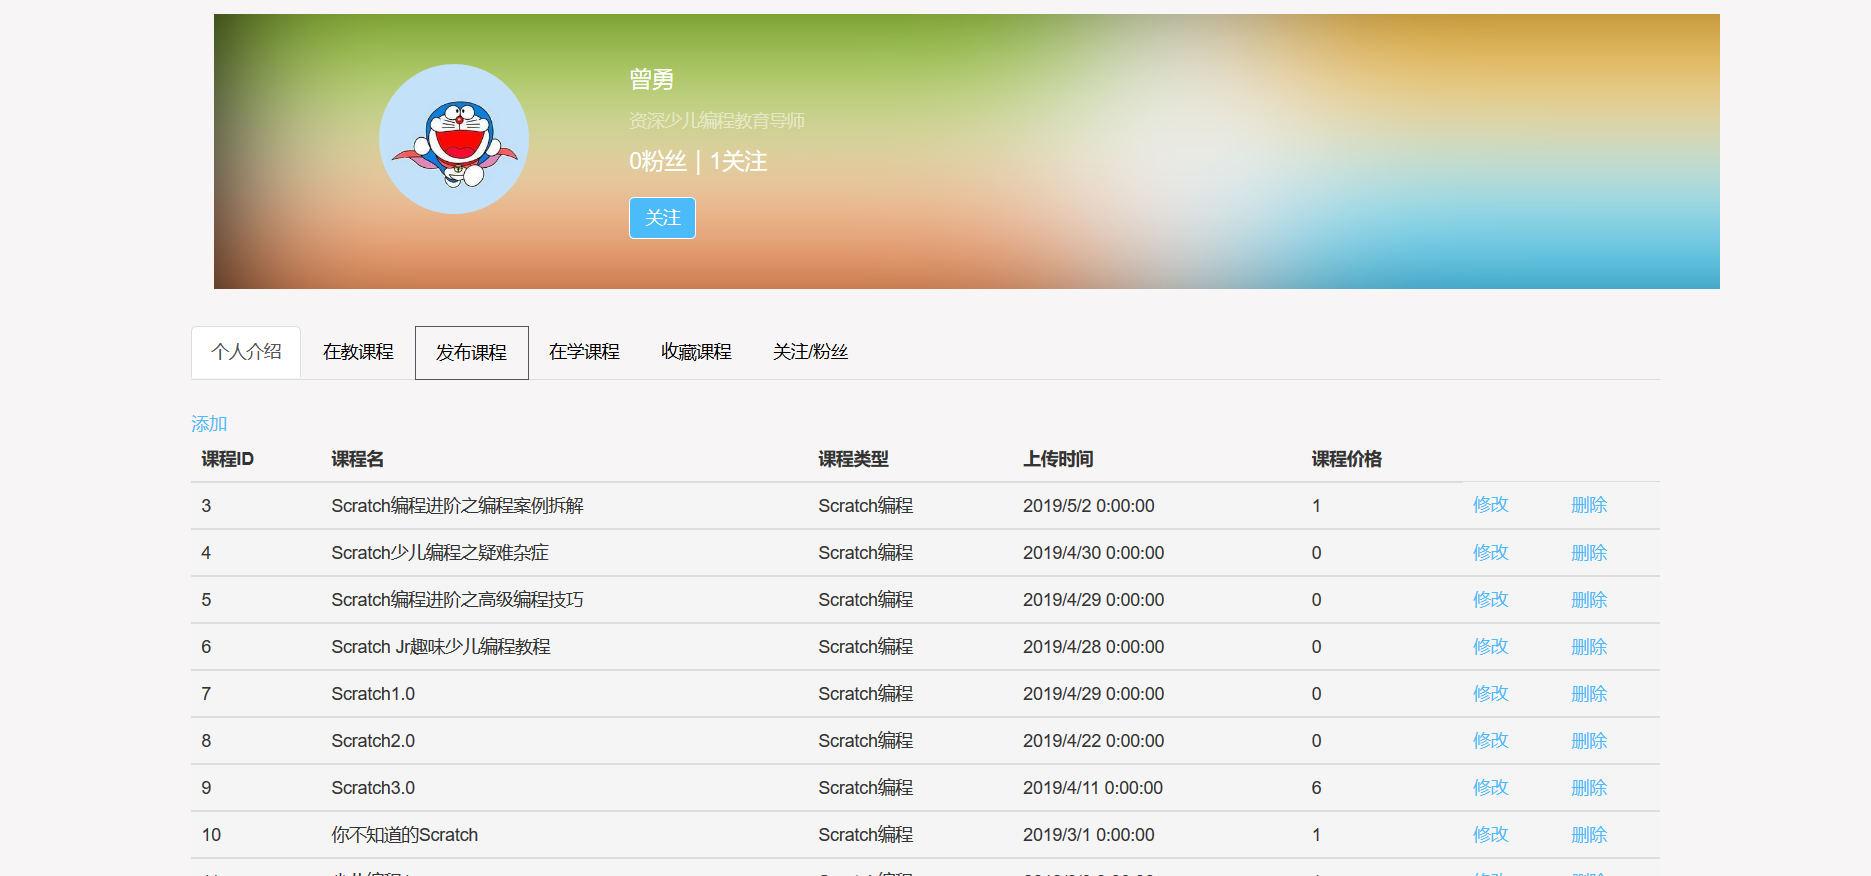 曾勇
资深少儿编程教育导师
0粉丝 | 1关注
关注
个人介绍 在教课程 发布课程 在学课程 收藏课程 关注/粉丝
添加
课程ID 课程名 课程类型 上传时间 课程价格
3 Scratch编程进阶之编程案例拆解 Scratch编程 2019/5/2 0:00:00 1 修改 删除
4 Scratch少儿编程之疑难杂症 Scratch编程 2019/4/30 0:00:00 0 修改 删除
5 Scratch编程进阶之高级编程技巧 Scratch编程 2019/4/29 0:00:00 0 修改 删除
6 Scratch Jr趣味少儿编程教程 Scratch编程 2019/4/28 0:00:00 0 修改 删除
7 Scratch1.0 Scratch编程 2019/4/29 0:00:00 0 修改 删除
8 Scratch2.0 Scratch编程 2019/4/22 0:00:00 0 修改 删除
9 Scratch3.0 Scratch编程 2019/4/11 0:00:00 6 修改 删除
10 你不知道的Scratch Scratch编程 2019/3/1 0:00:00 1 修改 删除